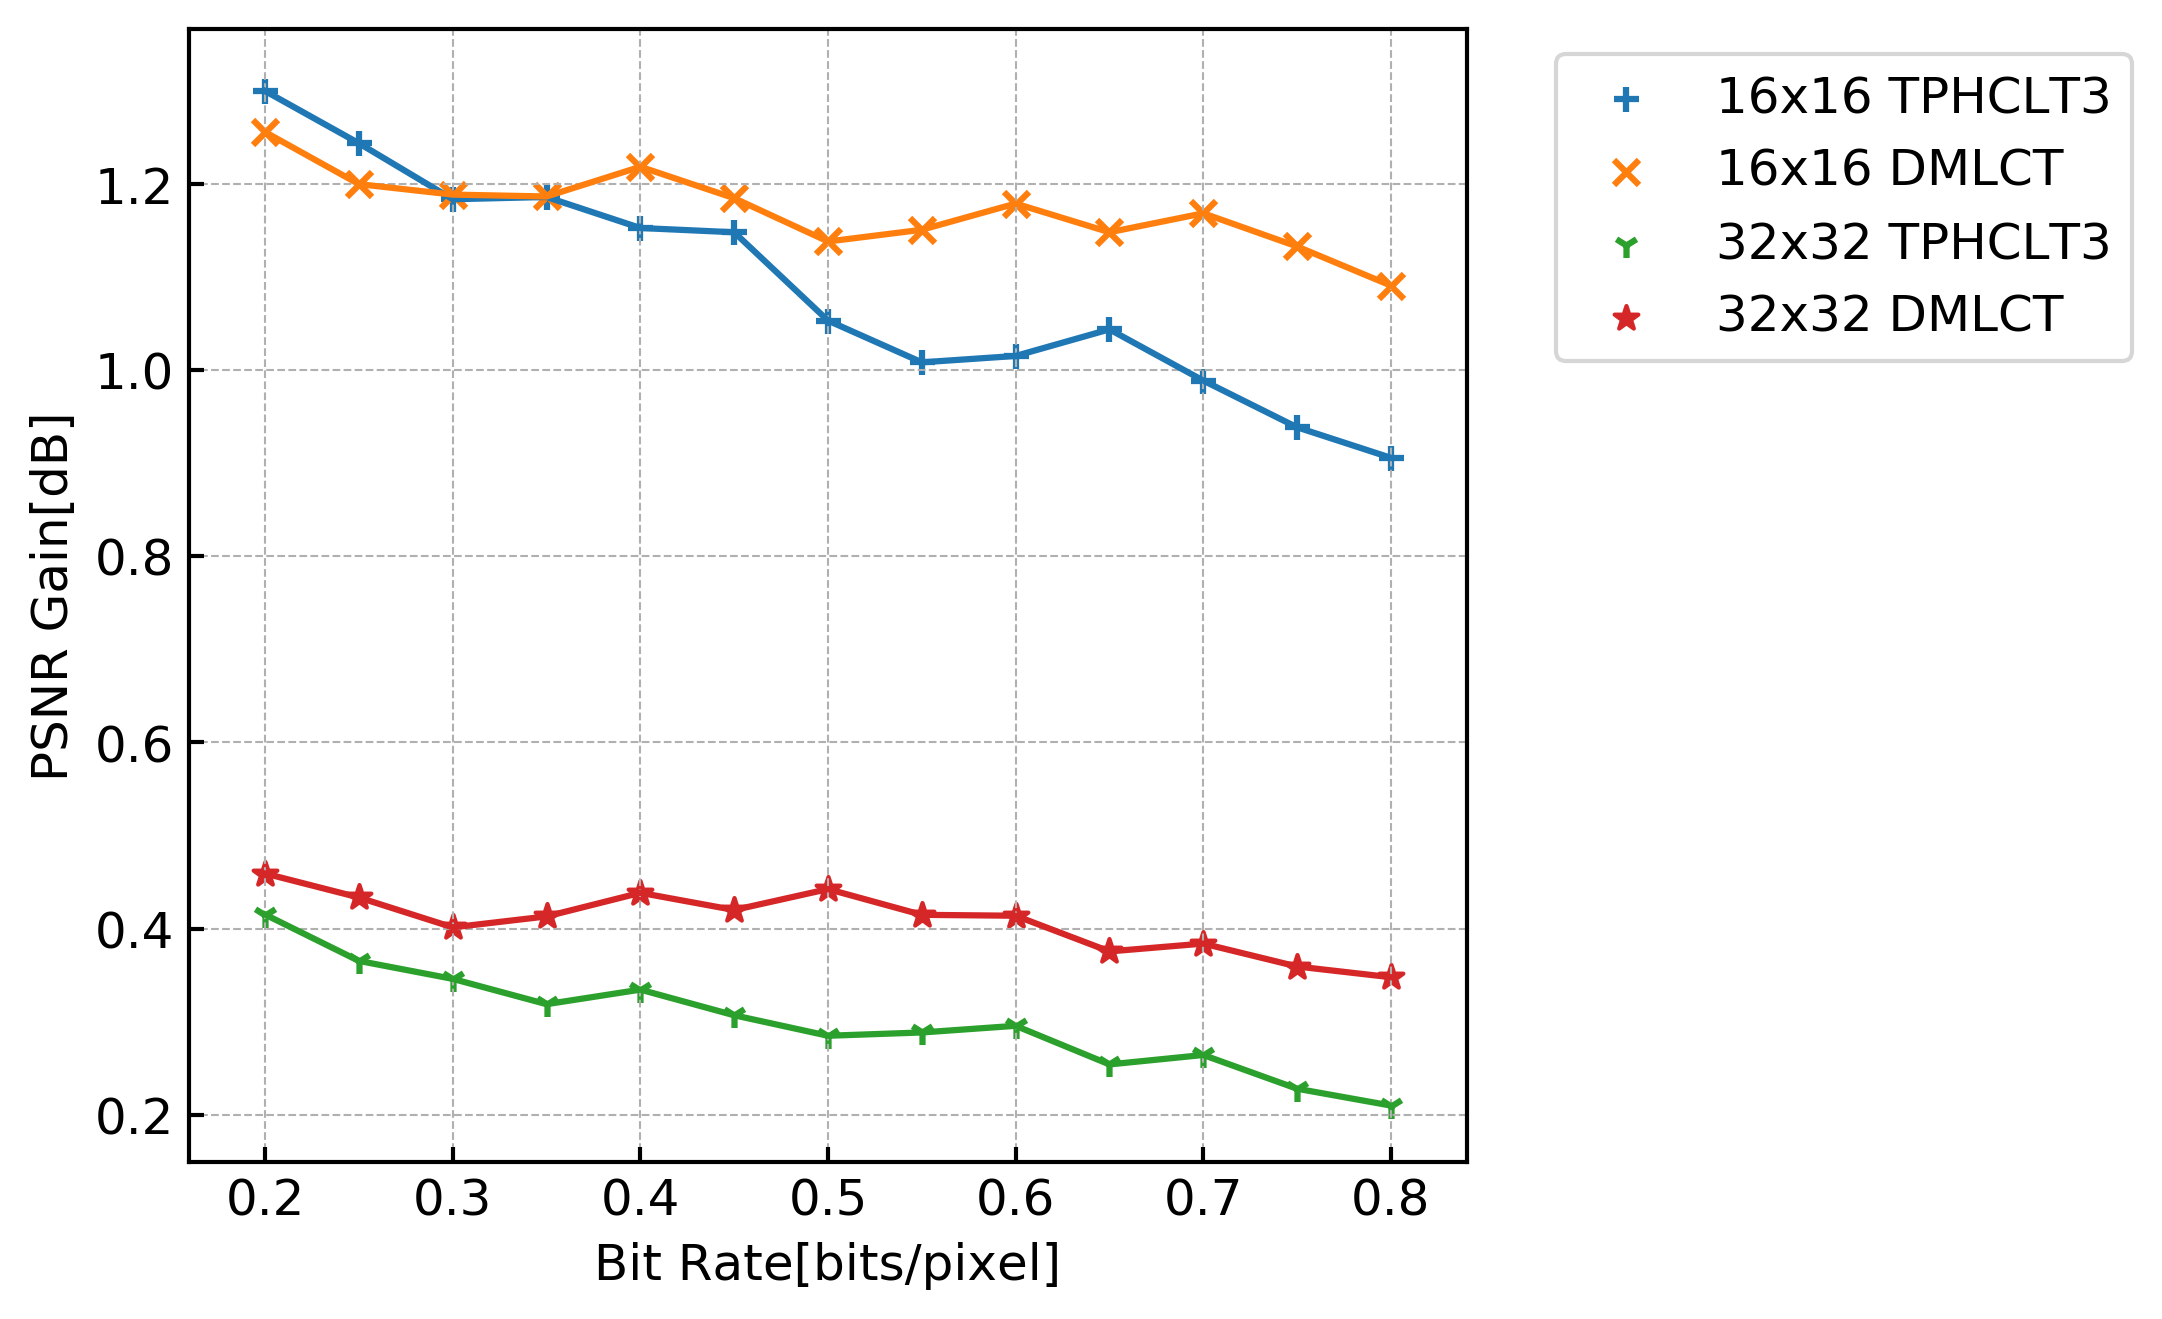 16x16 TPHCLT3
16x16 DMLCT
32x32 TPHCLT3
32x32 DMLCT
PSNR Gain[dB]
1.2
1.0
0.8
0.6
0.4
0.2
0.2 0.3 0.4 0.5 0.6 0.7 0.8
Bit Rate[bits/pixel]